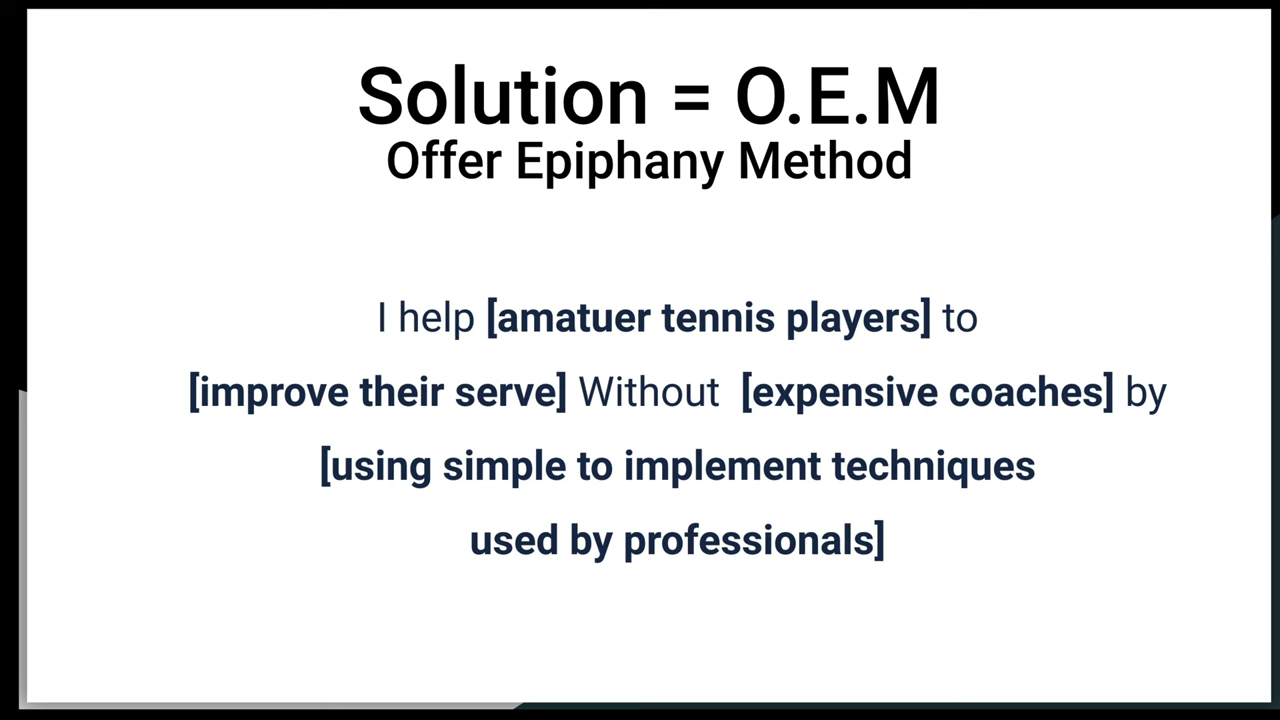 Solution = O.E.M
Offer Epiphany Method
I help [amatuer tennis players] to
[improve their serve] Without [expensive coaches] by
[using simple to implement techniques
used by professionals]